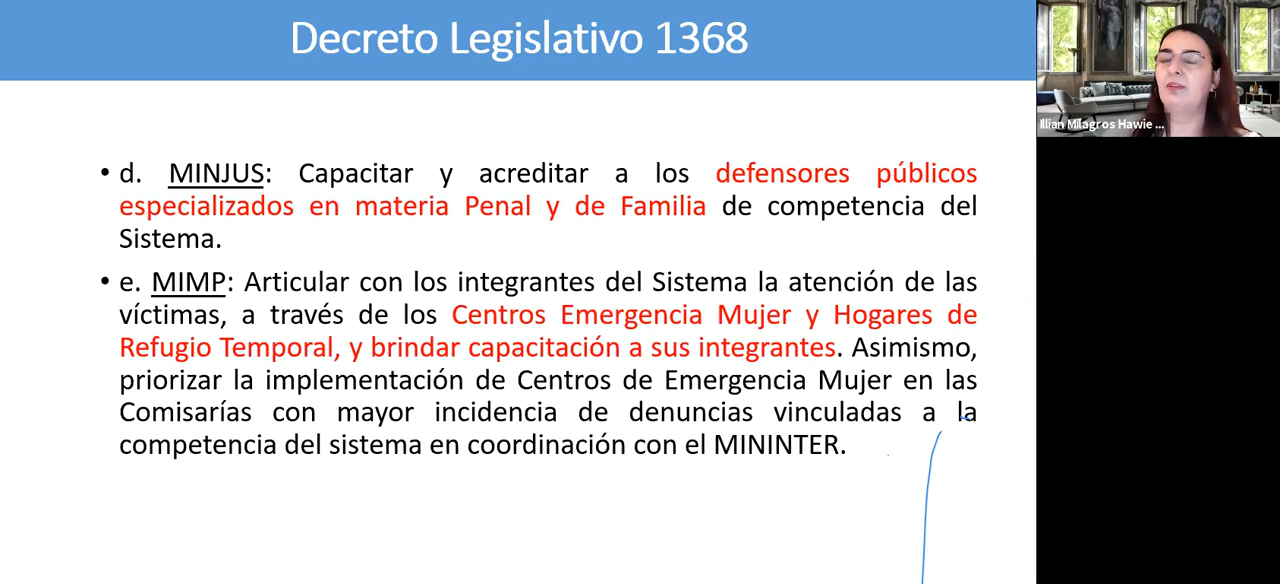 Decreto Legislativo 1368
• d. MINJUS: Capacitar y acreditar a los defensores públicos
especializados en materia Penal y de Familia de competencia del
Sistema.
• e. MIMP: Articular con los integrantes del Sistema la atención de las
víctimas, a través de los Centros Emergencia Mujer y Hogares de
Refugio Temporal, y brindar capacitación a sus integrantes. Asimismo,
priorizar la implementación de Centros de Emergencia Mujer en las
Comisarías con mayor incidencia de denuncias vinculadas a la
competencia del sistema en coordinación con el MININTER.
Illian Milagros Hawie ...